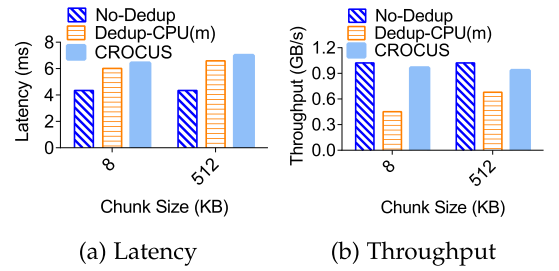 No-Dedup
Dedup-CPU(m)
CROCUS
Latency (ms)
8
6
4
2
0
8
512
Chunk Size (KB)
(a) Latency
No-Dedup
Dedup-CPU(m)
CROCUS
Throughput (GB/s)
1.2
0.9
0.6
0.3
0.0
8
512
Chunk Size (KB)
(b) Throughput